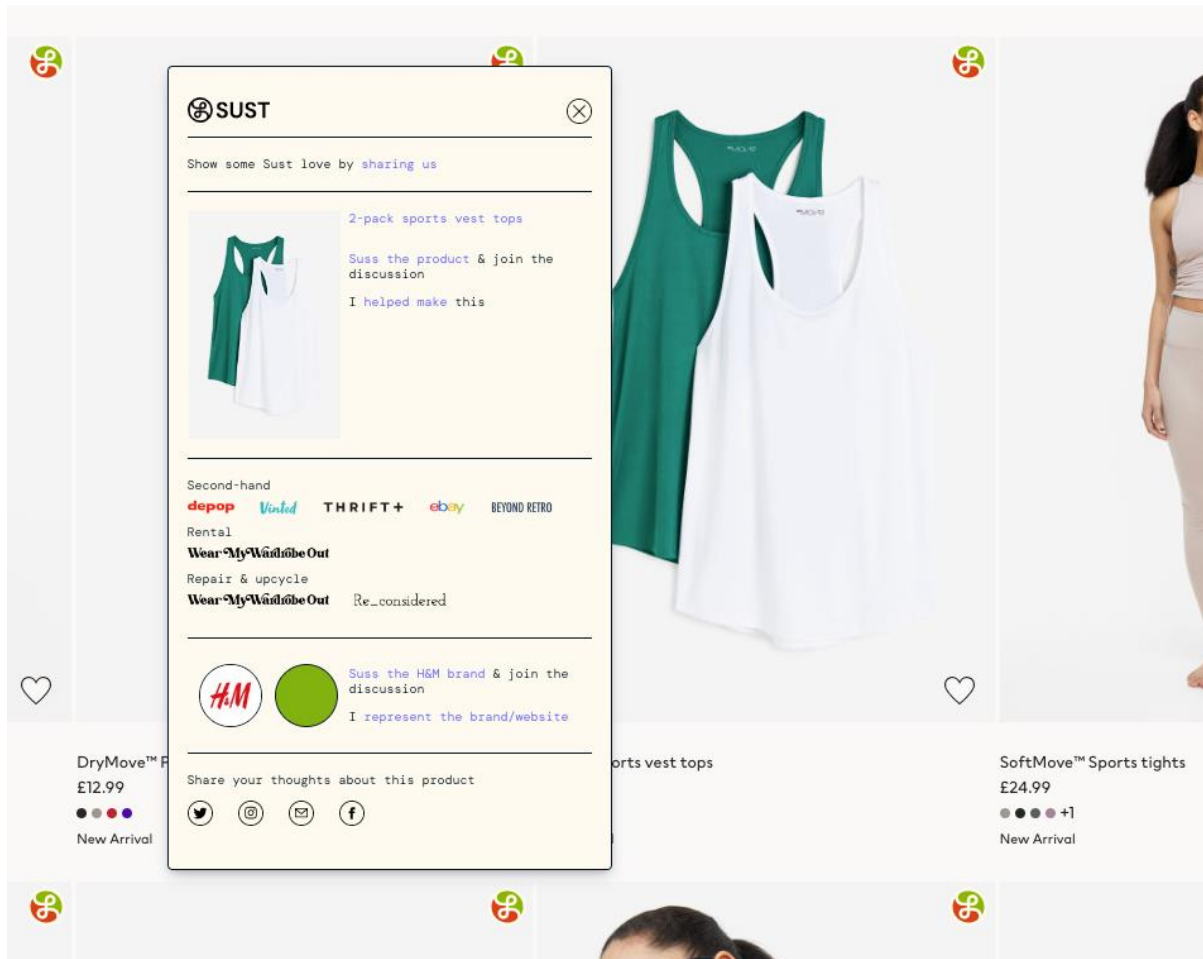 SUST
Show some Sust love by sharing us
2-pack sports vest tops
Suss the product & join the
discussion
I helped make this
Second-hand
depop Vinted THRIFT+ ebay BEYOND RETRO
Rental
Wear My Wardrobe Out
Repair & upcycle
Wear My Wardrobe Out Re_considered
H&M
Suss the H&M brand & join the
discussion
I represent the brand/website
Share your thoughts about this product
DryMove™
£12.99
New Arrival
vest tops
SoftMove™ Sports tights
£24.99
+1
New Arrival